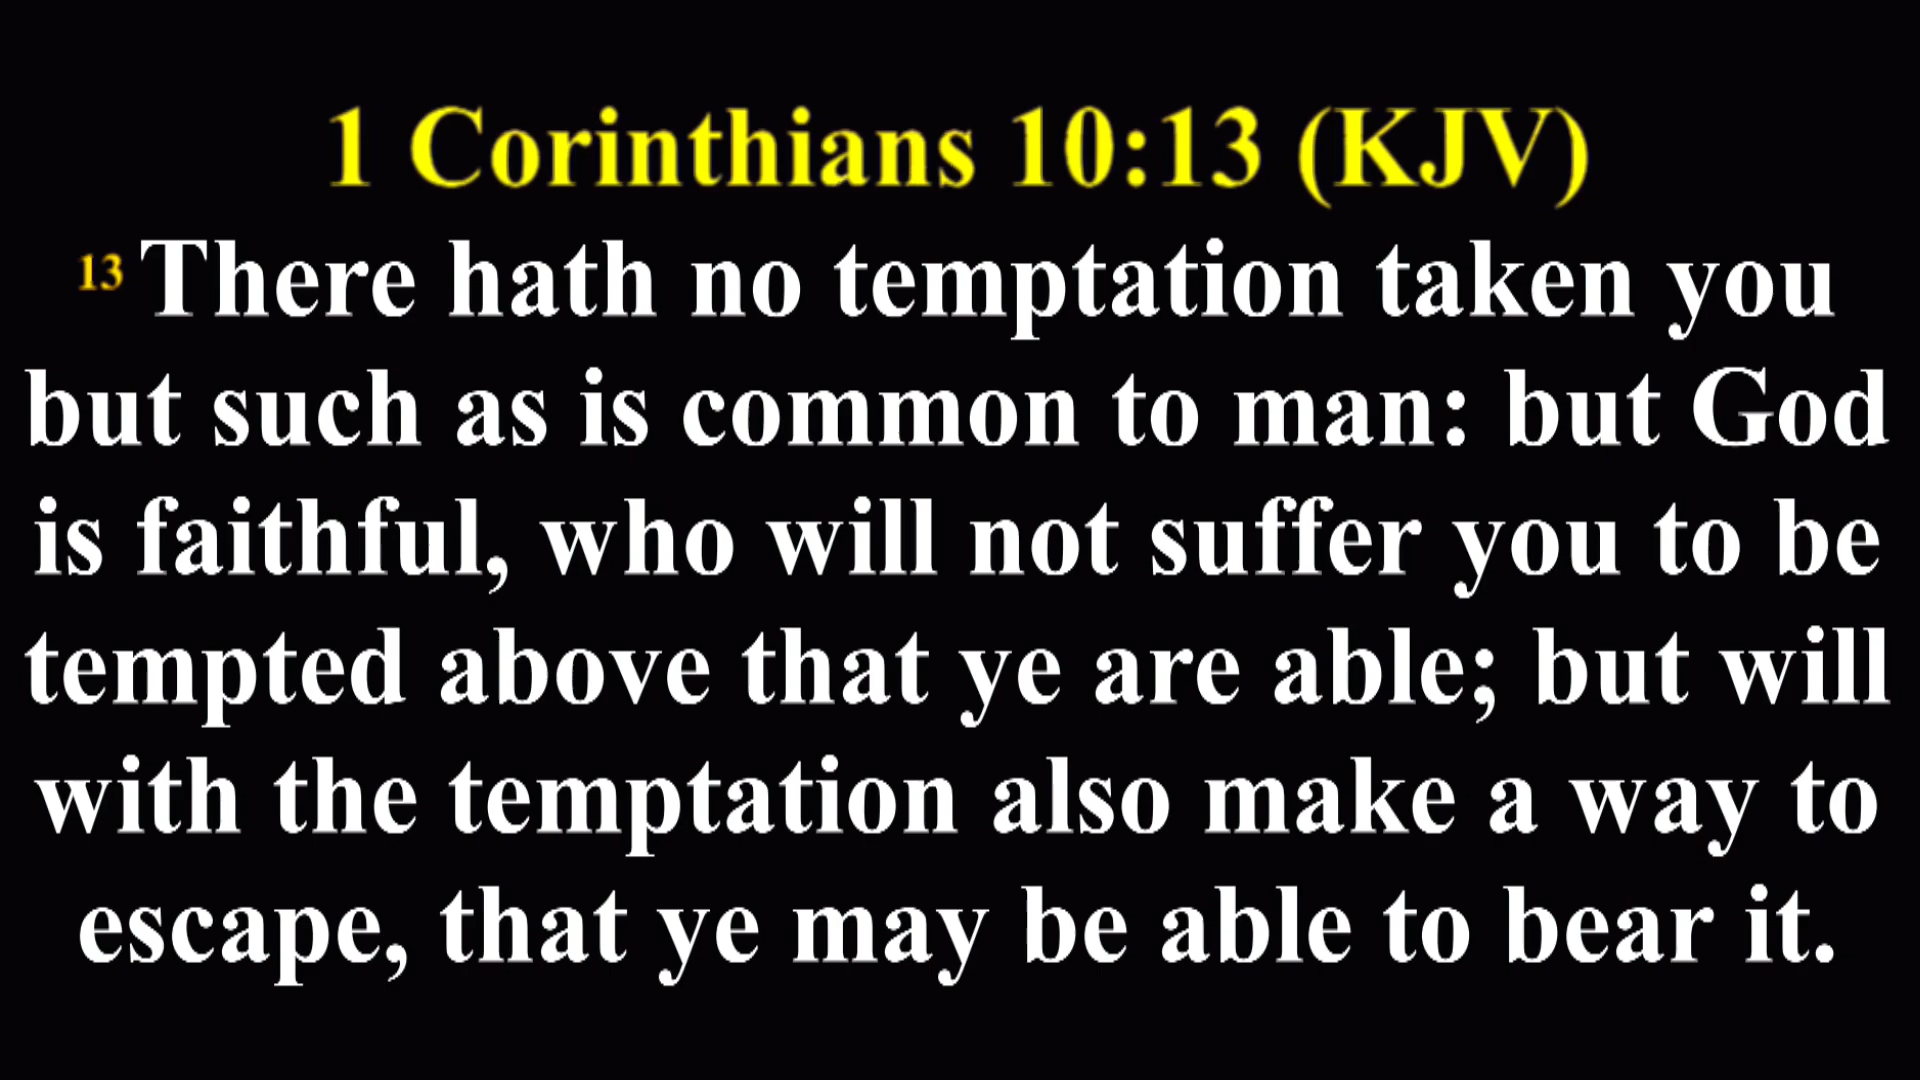 1 Corinthians 10:13 (KJV)
13 There hath no temptation taken you
but such as is common to man: but God
is faithful, who will not suffer you to be
tempted above that ye are able; but will
with the temptation also make a way to
escape, that ye may be able to bear it.